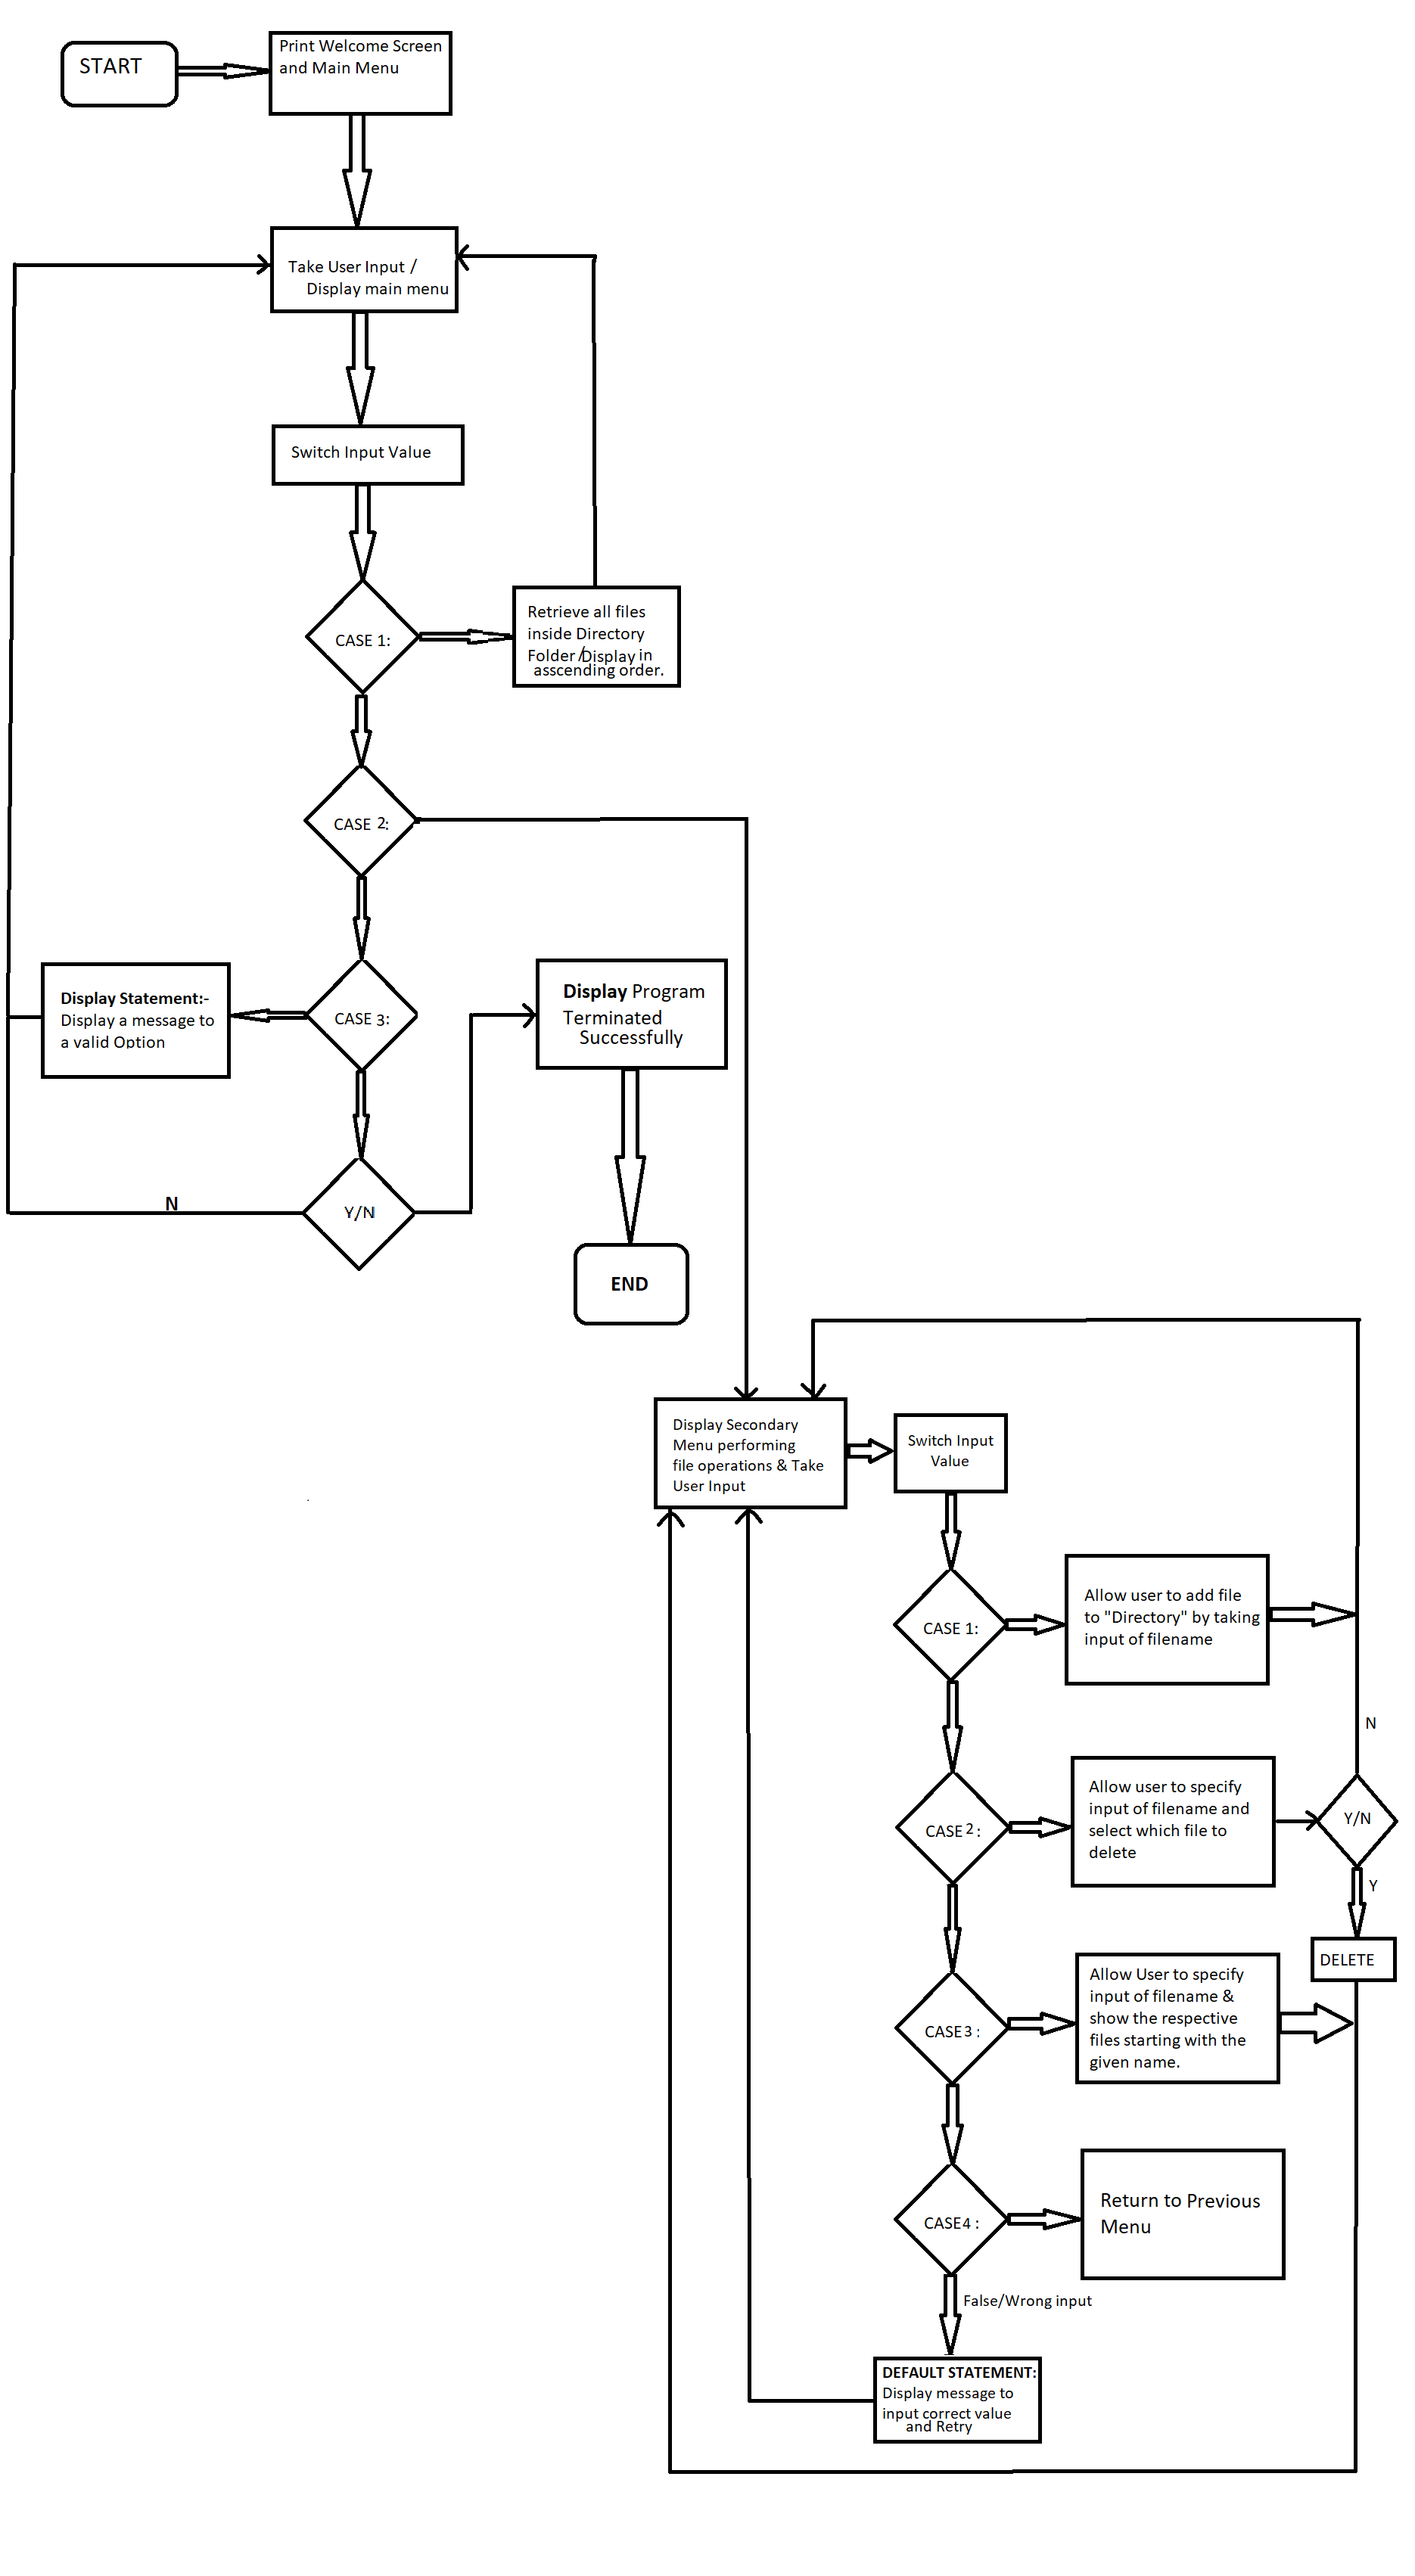 START
Print Welcome Screen
and Main Menu
Take User Input /
Display main menu
Switch Input Value
CASE 1:
Retrieve all files
inside Directory
Folder /Display in
asscending order.
CASE 2:
Display Statement:-
Display a message to
a valid Option
CASE 3:
Display Program
Terminated
Successfully
N
Y/N
END
Display Secondary
Menu performing
file operations & Take
User Input
Switch Input
Value
CASE 1:
Allow user to add file
to "Directory" by taking
input of filename
N
CASE 2 :
Allow user to specify
input of filename and
select which file to
delete
Y/N
Y
DELETE
CASE 3 :
Allow User to specify
input of filename &
show the respective
files starting with the
given name.
CASE 4 :
Return to Previous
Menu
False/Wrong input
DEFAULT STATEMENT:
Display message to
input correct value
and Retry